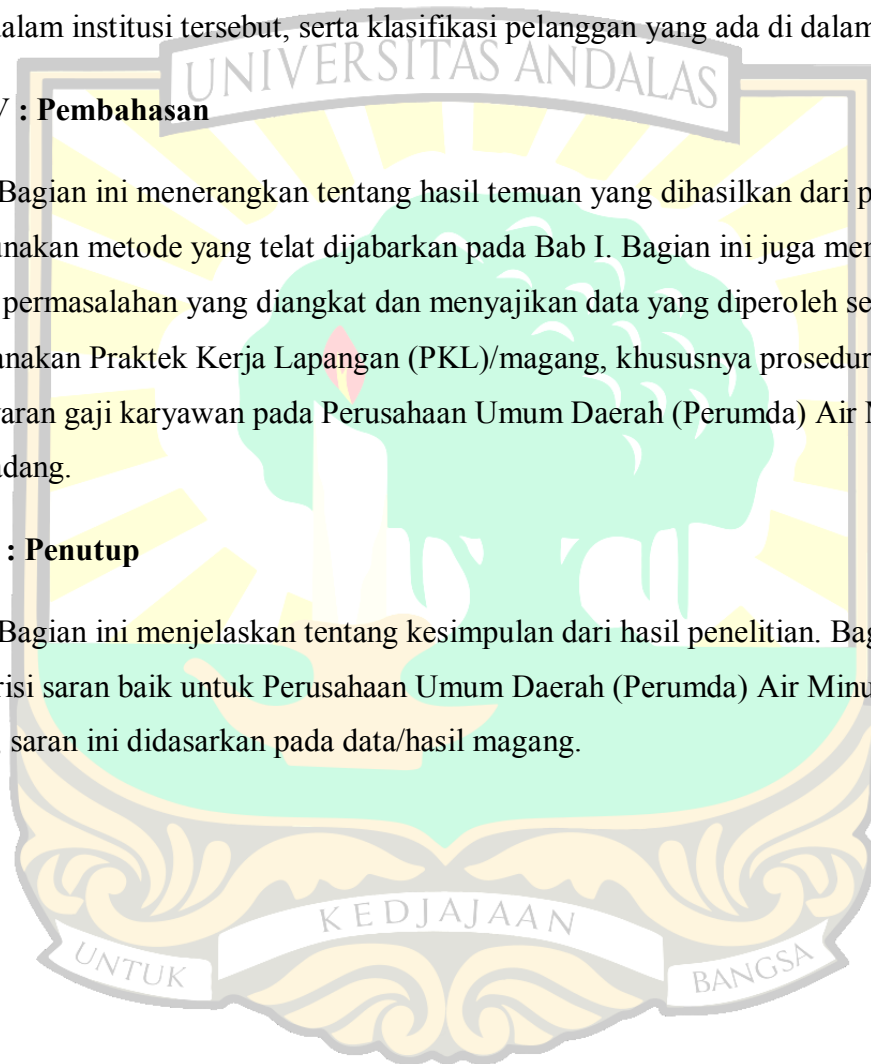 alam institusi tersebut, serta klasifikasi pelanggan yang ada di dalam
UNIVERSITAS ANDALAS
: Pembahasan
Bagian ini menerangkan tentang hasil temuan yang dihasilkan dari p
unakan metode yang telat dijabarkan pada Bab I. Bagian ini juga men
permasalahan yang diangkat dan menyajikan data yang diperoleh se
anakan Praktek Kerja Lapangan (PKL)/magang, khususnya prosedur
aran gaji karyawan pada Perusahaan Umum Daerah (Perumda) Air M
adang.
: Penutup
Bagian ini menjelaskan tentang kesimpulan dari hasil penelitian. Bag
risi saran baik untuk Perusahaan Umum Daerah (Perumda) Air Minu
saran ini didasarkan pada data/hasil magang.
UNTUK KEDJAJAAN BANGSA